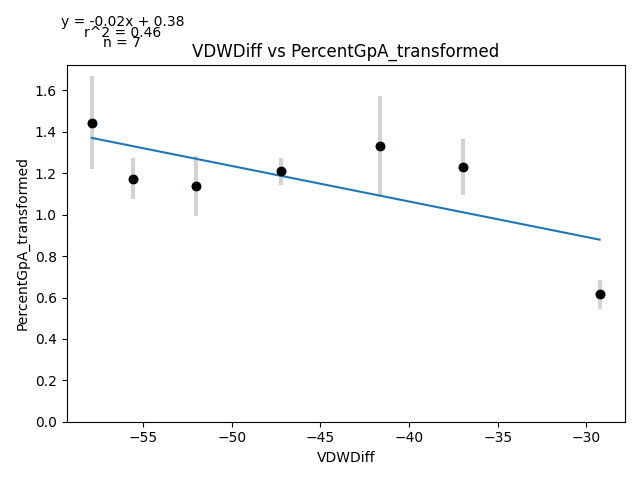 y = -0.02x + 0.38
r^2 = 0.46
n = 7
VDWDiff vs PercentGpA_transformed
PercentGpA_transformed
1.6
1.4
1.2
1.0
0.8
0.6
0.4
0.2
0.0
−55
−50
−45
−40
−35
−30
VDWDiff